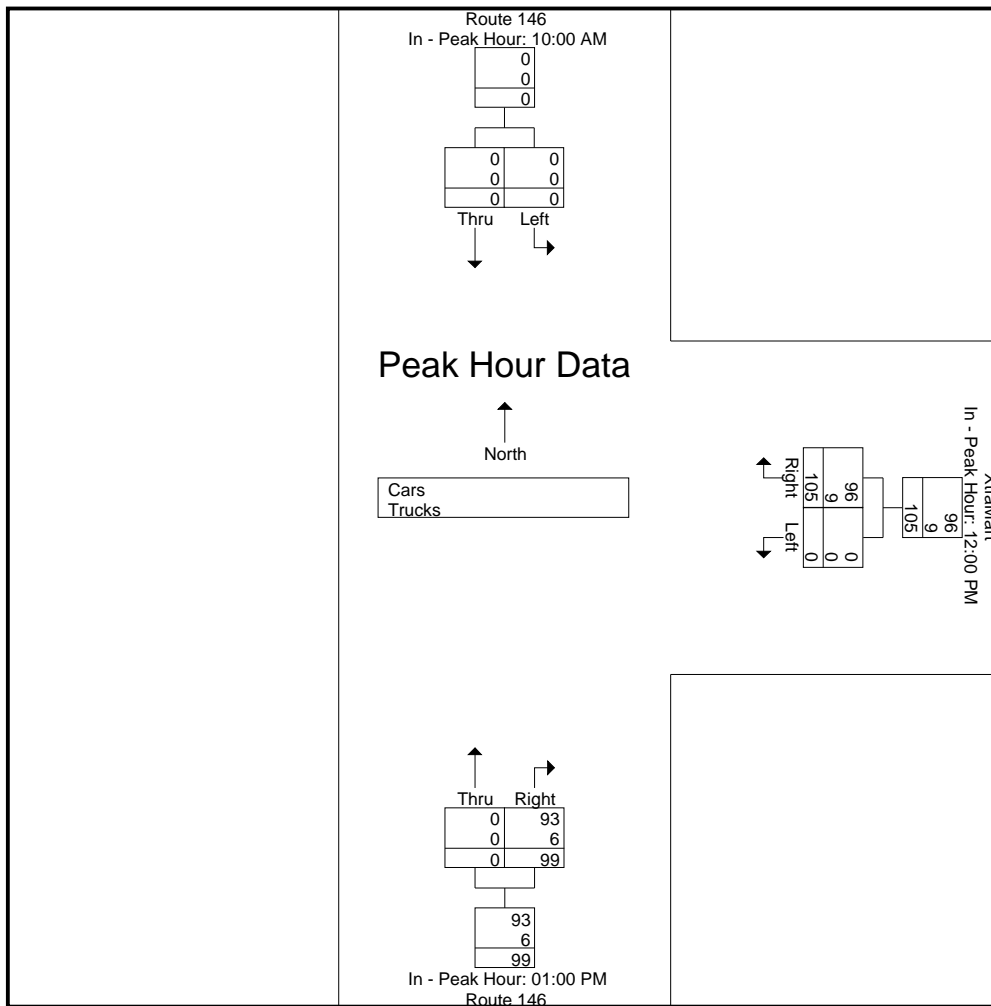 Route 146
In - Peak Hour: 10:00 AM
0
0
0
0 0
0 0
0 0
Thru Left
Peak Hour Data
North
Cars
Trucks
Right Left
96 0
9 0
105 0
96
9
105
XtraMart
In - Peak Hour: 12:00 PM
Thru Right
0 93
0 6
0 99
93
6
99
In - Peak Hour: 01:00 PM
Route 146